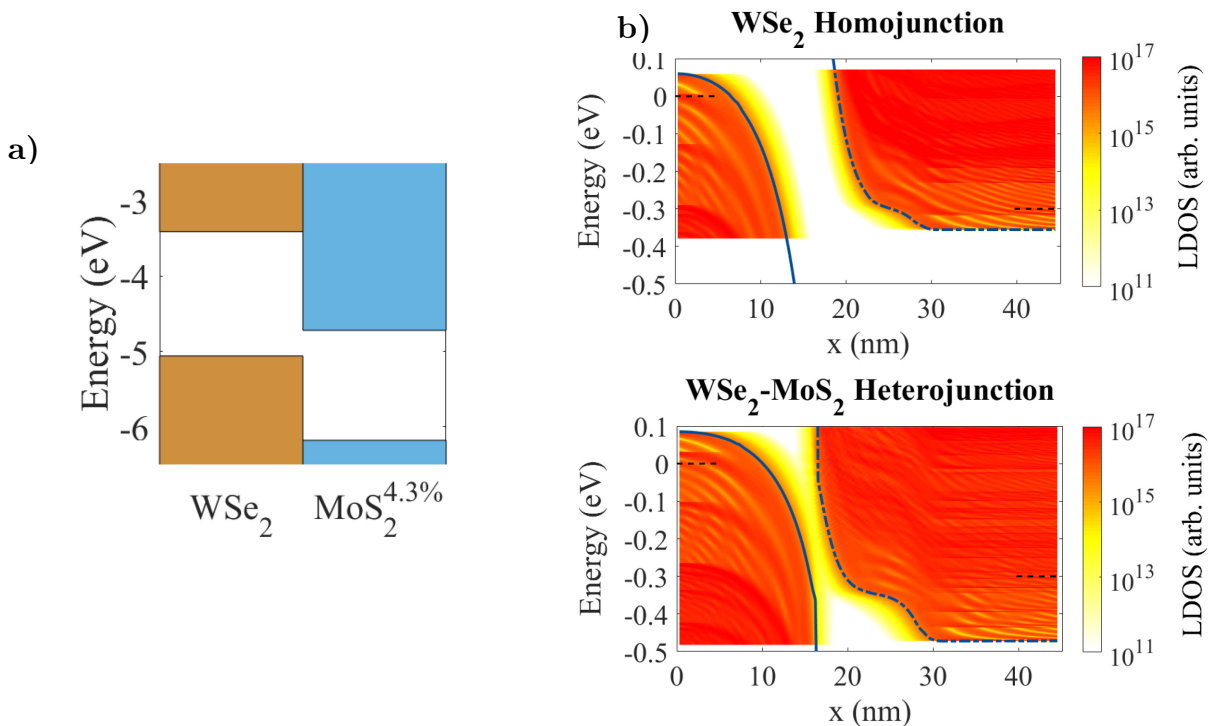 a)
Energy (eV)
-3
-4
-5
-6
WSe2
MoS2 4.3%
b)
WSe2 Homojunction
Energy (eV)
0.1
0
-0.1
-0.2
-0.3
-0.4
-0.5
0 10 20 30 40
x (nm)
10^17
10^15
10^13
10^11
LDOS (arb. units)
WSe2-MoS2 Heterojunction
Energy (eV)
0.1
0
-0.1
-0.2
-0.3
-0.4
-0.5
0 10 20 30 40
x (nm)
10^17
10^15
10^13
10^11
LDOS (arb. units)